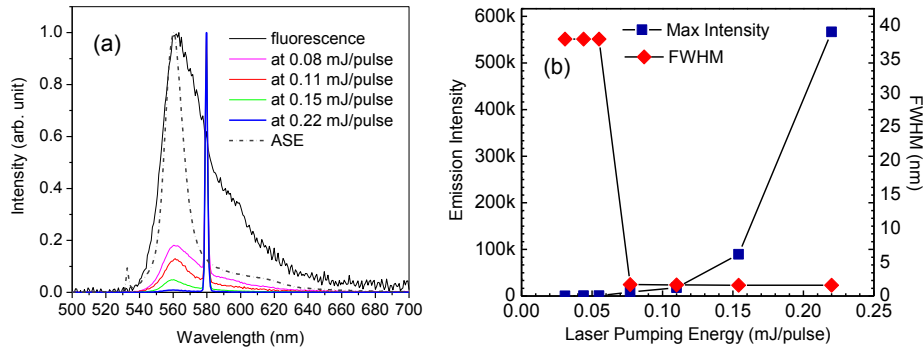 (a)
fluorescence
at 0.08 mJ/pulse
at 0.11 mJ/pulse
at 0.15 mJ/pulse
at 0.22 mJ/pulse
ASE
Intensity (arb. unit)
1.0
0.8
0.6
0.4
0.2
0.0
500 520 540 560 580 600 620 640 660 680 700
Wavelength (nm)
(b)
Max Intensity
FWHM
Emission Intensity
600k
500k
400k
300k
200k
100k
0
0.00 0.05 0.10 0.15 0.20 0.25
Laser Pumping Energy (mJ/pulse)
40
35
30
25
20
15
10
5
0
FWHM (nm)